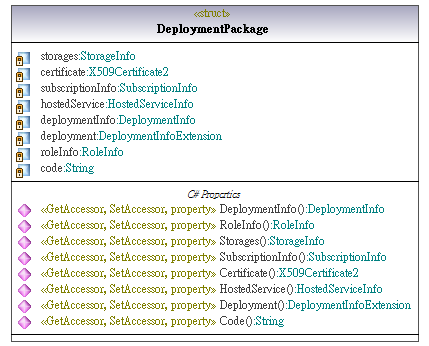 «struct»
DeploymentPackage
storages:StorageInfo
certificate:X509Certificate2
subscriptionInfo:SubscriptionInfo
hostedService:HostedServiceInfo
deploymentInfo:DeploymentInfo
deployment:DeploymentInfoExtension
roleInfo:RoleInfo
code:String
C# Properties
«GetAccessor, SetAccessor, property» DeploymentInfo():DeploymentInfo
«GetAccessor, SetAccessor, property» RoleInfo():RoleInfo
«GetAccessor, SetAccessor, property» Storages():StorageInfo
«GetAccessor, SetAccessor, property» SubscriptionInfo():SubscriptionInfo
«GetAccessor, SetAccessor, property» Certificate():X509Certificate2
«GetAccessor, SetAccessor, property» HostedService():HostedServiceInfo
«GetAccessor, SetAccessor, property» Deployment():DeploymentInfoExtension
«GetAccessor, SetAccessor, property» Code():String